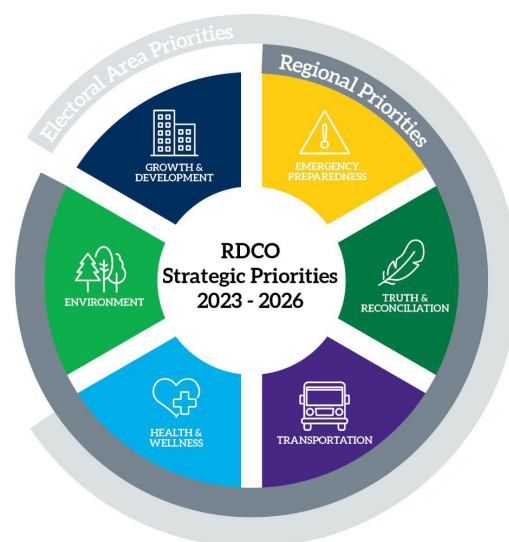 Electoral Area Priorities
Regional Priorities
GROWTH &
DEVELOPMENT
EMERGENCY
PREPAREDNESS
ENVIRONMENT
RDCO
Strategic Priorities
2023 - 2026
TRUTH &
RECONCILIATION
HEALTH &
WELLNESS
TRANSPORTATION